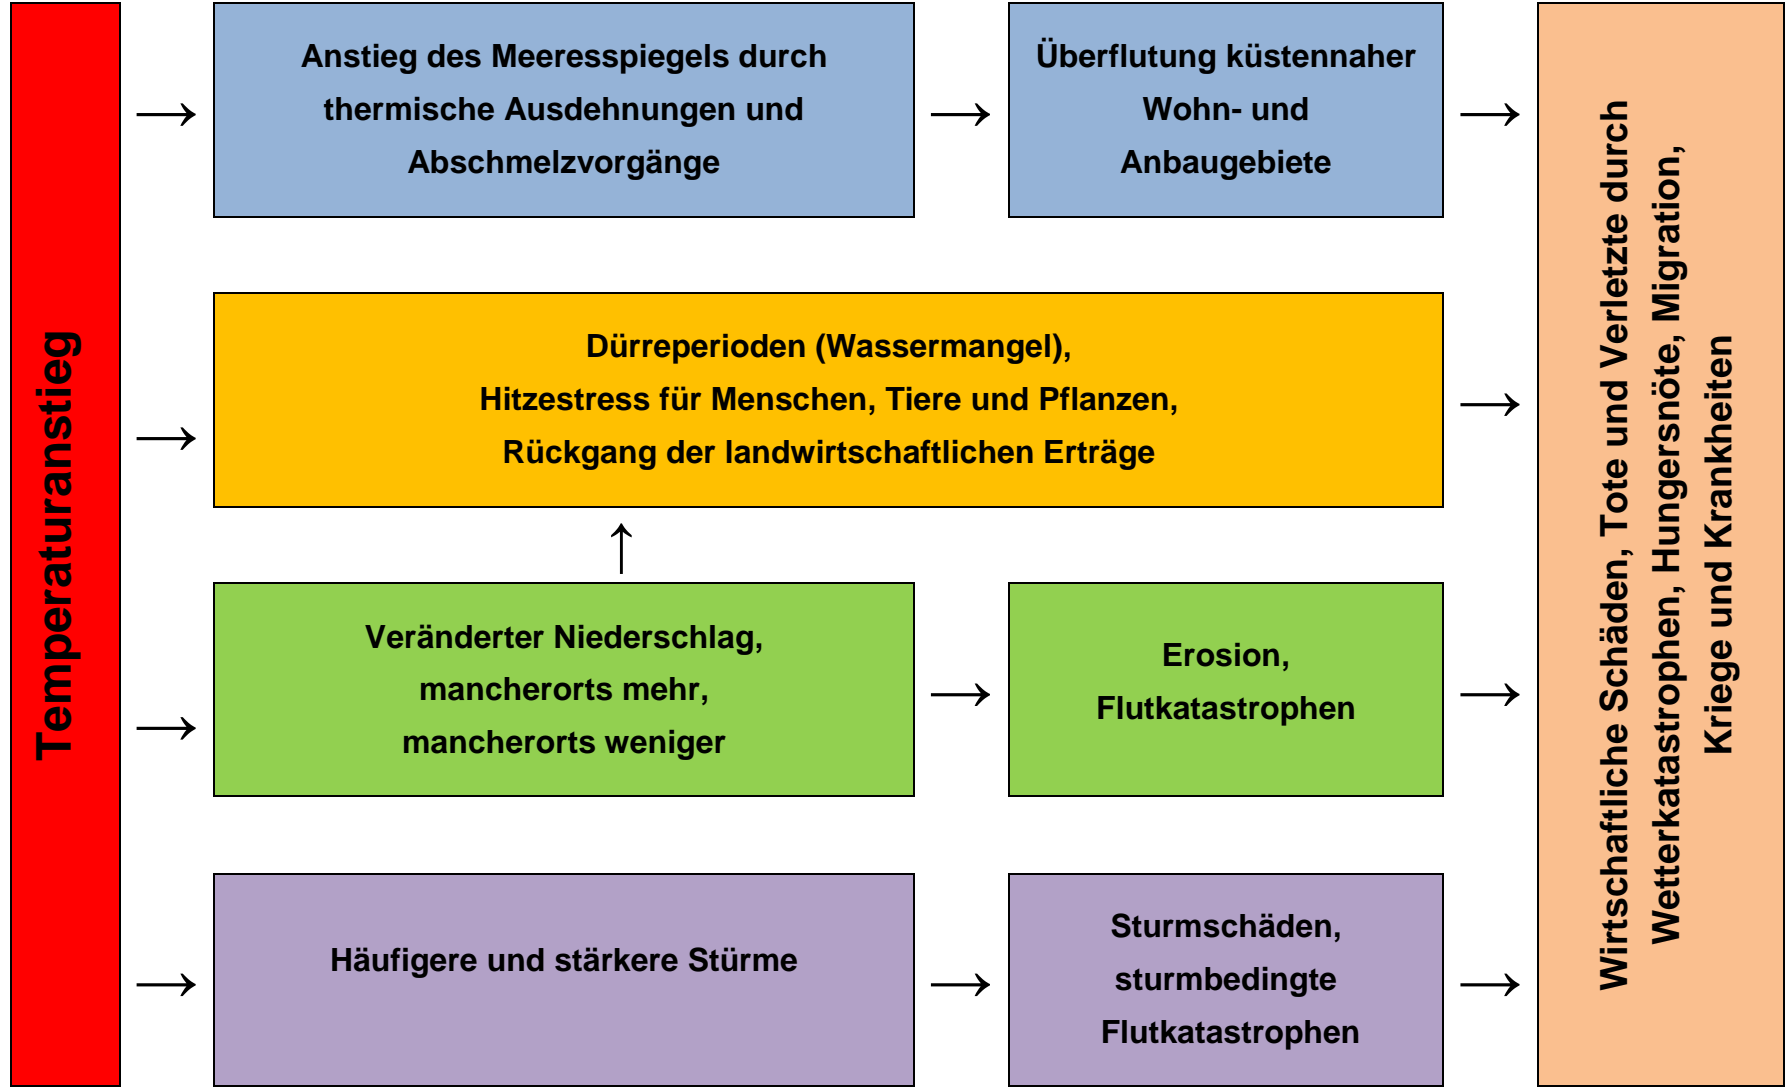 Temperaturanstieg
Anstieg des Meeresspiegels durch
thermische Ausdehnungen und
Abschmelzvorgänge
Überflutung küstennaher
Wohn- und
Anbaugebiete
Dürreperioden (Wassermangel),
Hitzestress für Menschen, Tiere und Pflanzen,
Rückgang der landwirtschaftlichen Erträge
Veränderter Niederschlag,
mancherorts mehr,
mancherorts weniger
Erosion,
Flutkatastrophen
Häufigere und stärkere Stürme
Sturmschäden,
sturmbedingte
Flutkatastrophen
Wirtschaftliche Schäden, Tote und Verletzte durch
Wetterkatastrophen, Hungersnöte, Migration,
Kriege und Krankheiten